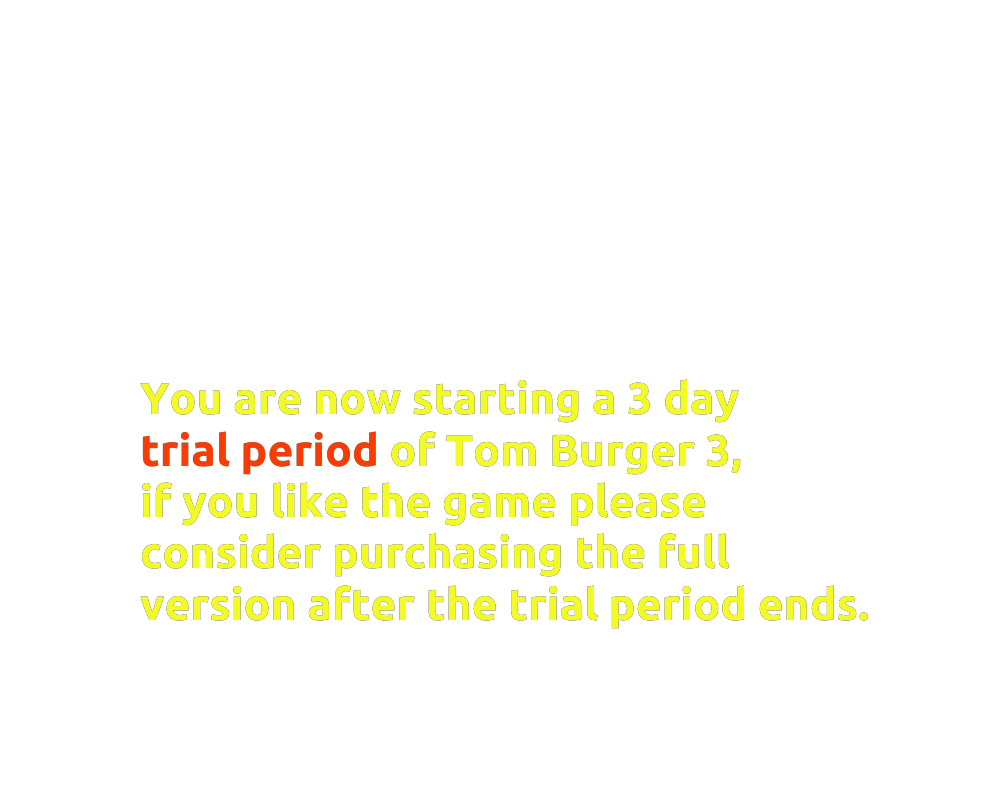 You are now starting a 3 day
trial period of Tom Burger 3,
if you like the game please
consider purchasing the full
version after the trial period ends.